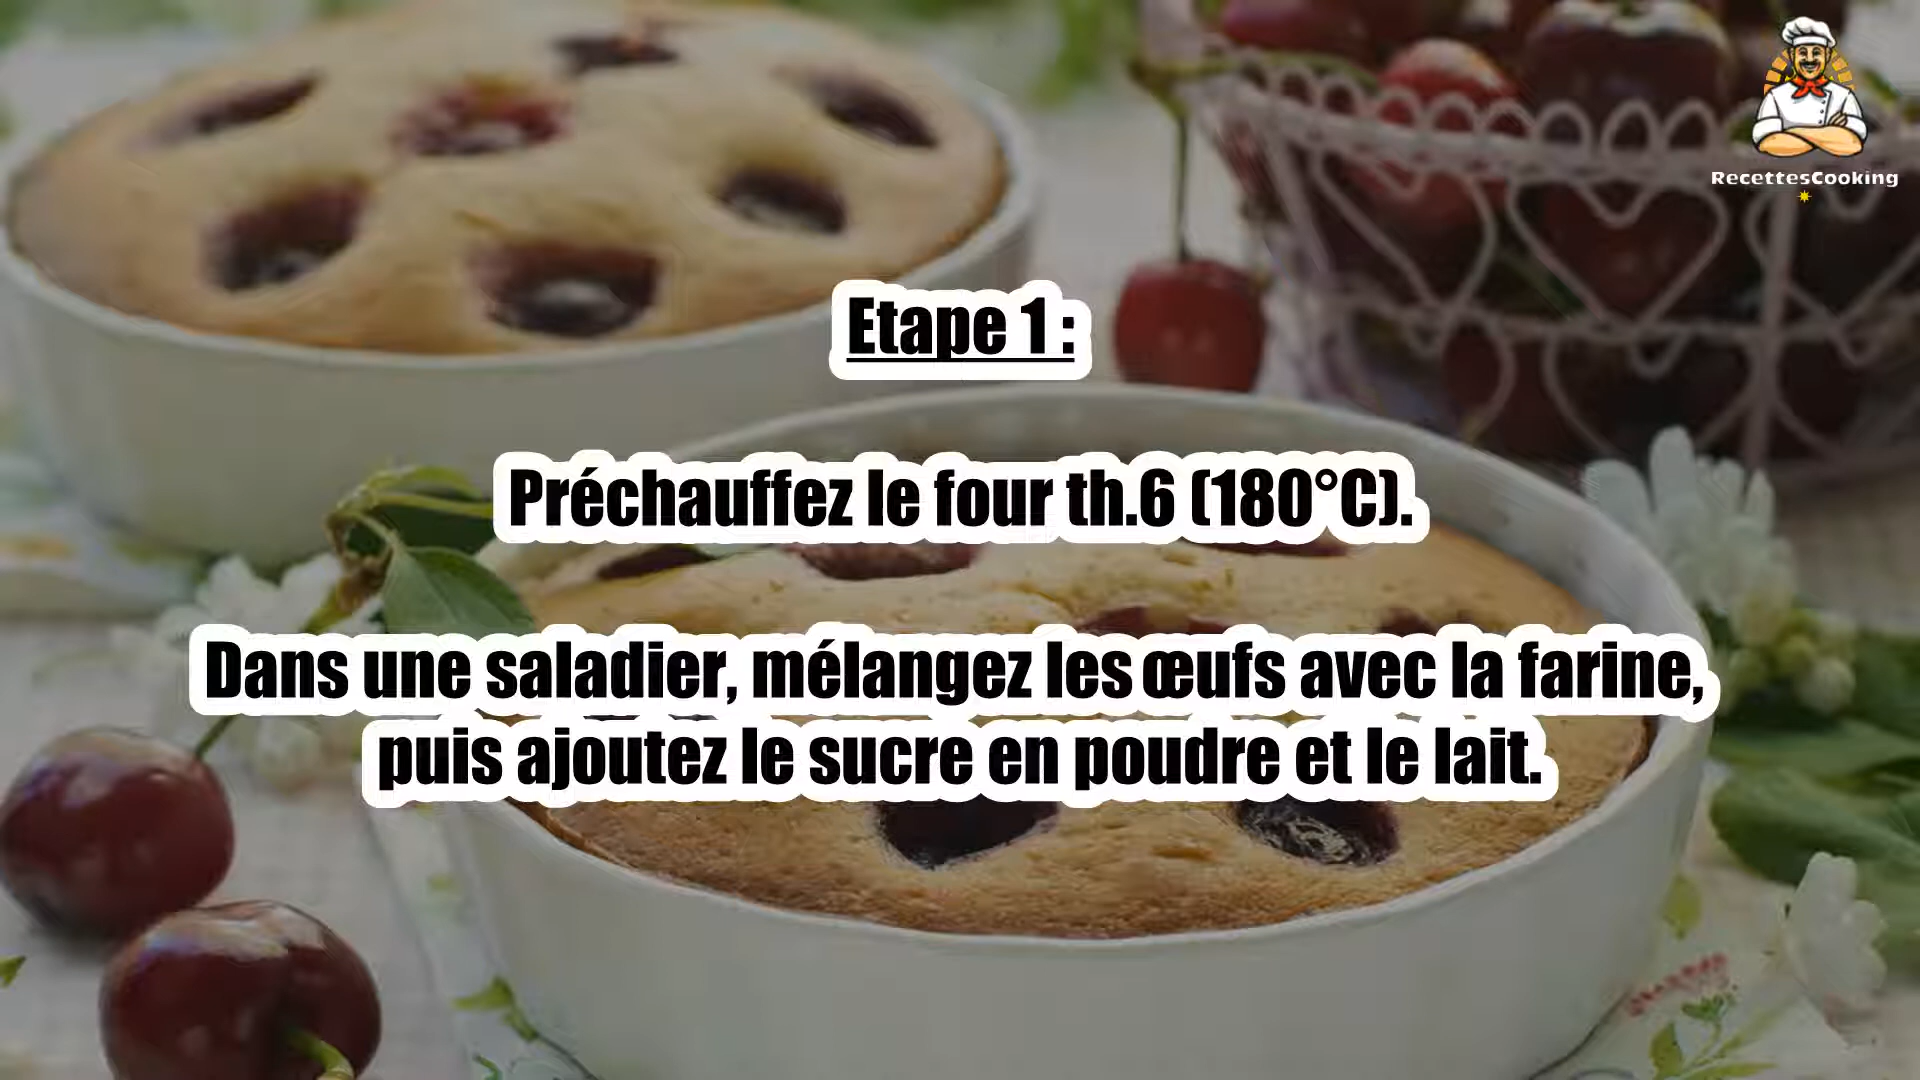 RecettesCooking
Etape 1 :
Préchauffez le four th.6 (180°C).
Dans une saladier, mélangez les œufs avec la farine,
puis ajoutez le sucre en poudre et le lait.